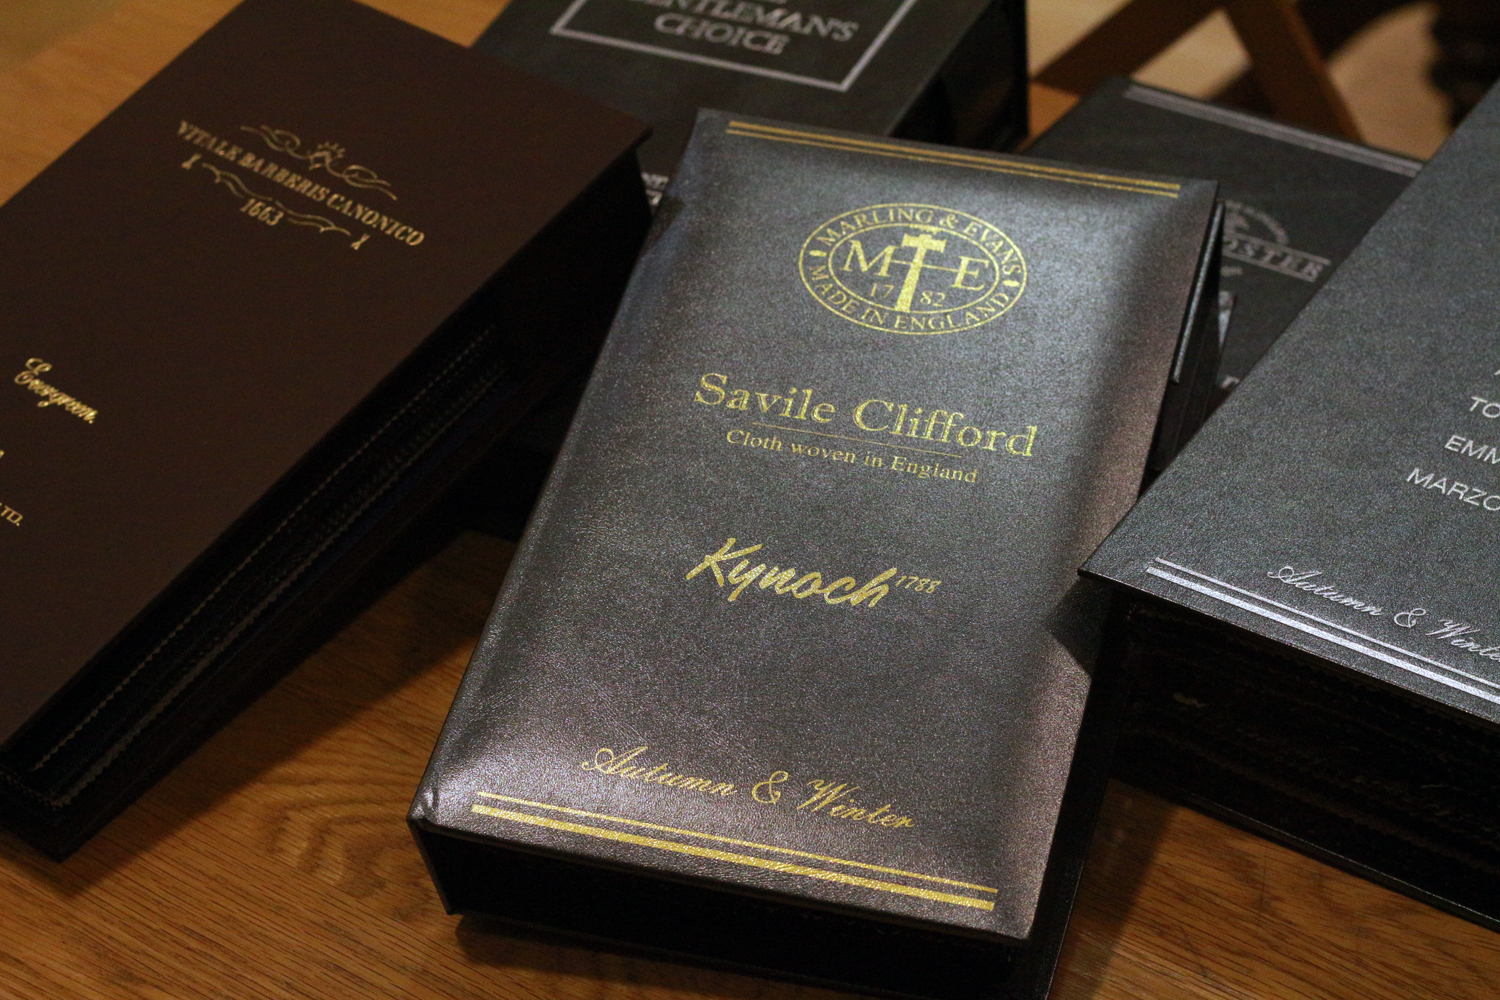 VITALE BARBERIS CANONICO
1663
LTD.
GENTLEMAN'S
CHOICE
MARLING & EVANS
M E
17 82
MADE IN ENGLAND
Savile Clifford
Cloth woven in England
Kynoch 1788
Autumn & Winter
TO
EMM
MARZO
Autumn & Winter